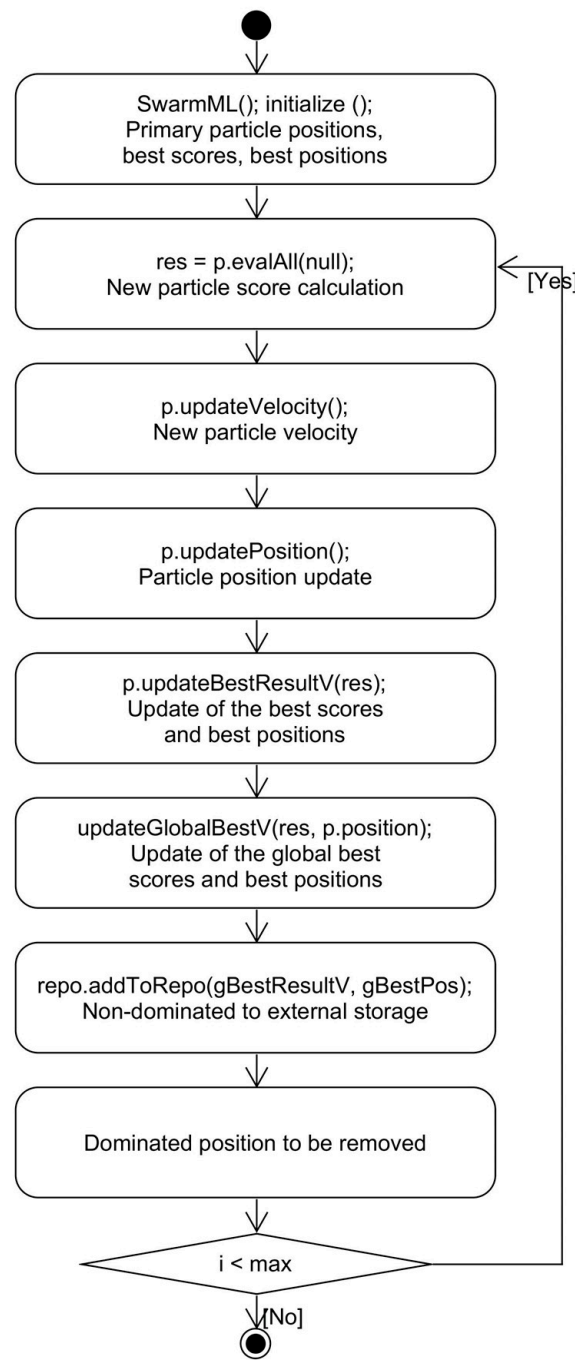 SwarmML(); initialize ();
Primary particle positions,
best scores, best positions
res = p.evalAll(null);
New particle score calculation
[Yes]
p.updateVelocity();
New particle velocity
p.updatePosition();
Particle position update
p.updateBestResultV(res);
Update of the best scores
and best positions
updateGlobalBestV(res, p.position);
Update of the global best
scores and best positions
repo.addToRepo(gBestResultV, gBestPos);
Non-dominated to external storage
Dominated position to be removed
i < max
[No]